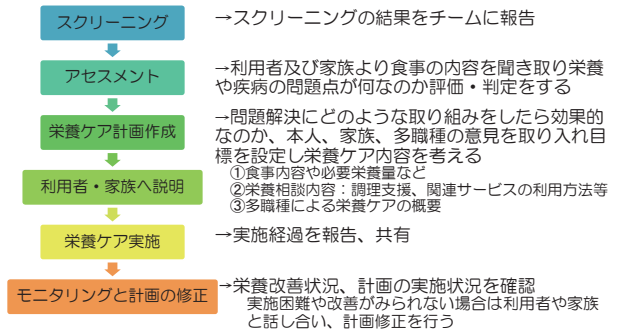 スクリーニング
→スクリーニングの結果をチームに報告
アセスメント
→利用者及び家族より食事の内容を聞き取り栄養
や疾病の問題点が何なのか評価・判定をする
栄養ケア計画作成
→問題解決にどのような取り組みをしたら効果的
なのか、本人、家族、多職種の意見を取り入れ目
標を設定し栄養ケア内容を考える
①食事内容や必要栄養量など
②栄養相談内容：調理支援、関連サービスの利用方法等
③多職種による栄養ケアの概要
利用者・家族へ説明
栄養ケア実施
→実施経過を報告、共有
モニタリングと計画の修正
→栄養改善状況、計画の実施状況を確認
実施困難や改善がみられない場合は利用者や家族
と話し合い、計画修正を行う